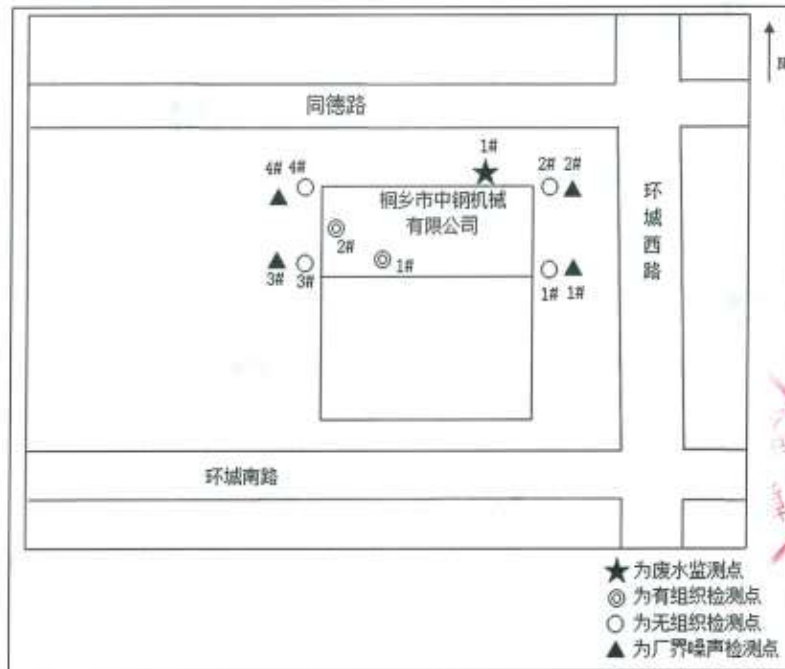 同德路
1#
4# 4#
2# 2#
桐乡市中钢机械
有限公司
环城西路
2#
1#
3# 3#
1# 1#
环城南路
为废水监测点
为有组织检测点
为无组织检测点
为厂界噪声检测点